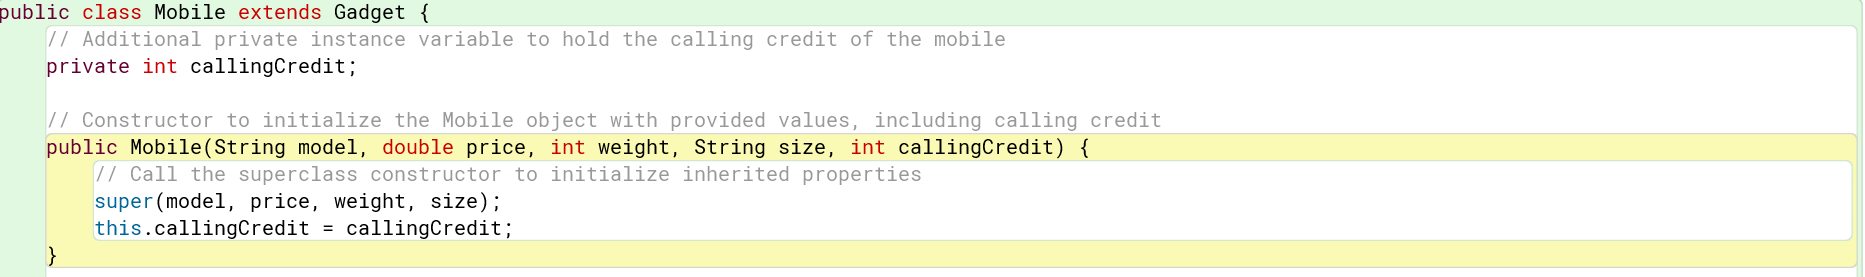 public class Mobile extends Gadget {
// Additional private instance variable to hold the calling credit of the mobile
private int callingCredit;
// Constructor to initialize the Mobile object with provided values, including calling credit
public Mobile(String model, double price, int weight, String size, int callingCredit) {
// Call the superclass constructor to initialize inherited properties
super(model, price, weight, size);
this.callingCredit = callingCredit;
}